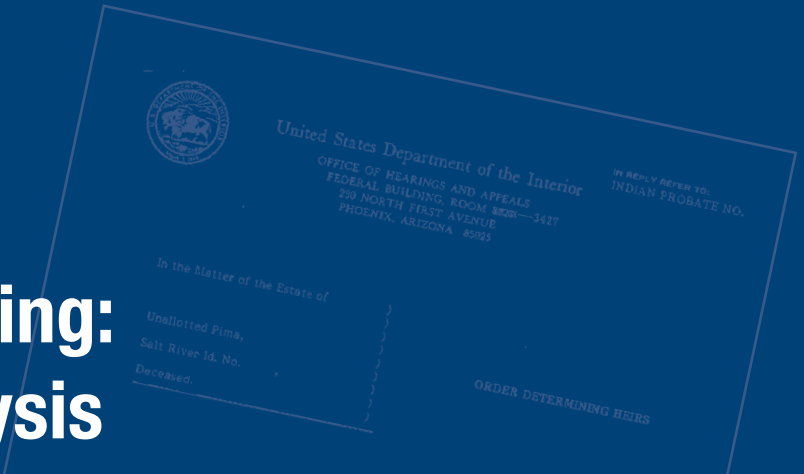 United States Department of the Interior
OFFICE OF HEARINGS AND APPEALS
FEDERAL BUILDING, ROOM 3427
230 NORTH FIRST AVENUE
PHOENIX, ARIZONA 85025
IN REPLY REFER TO:
INDIAN PROBATE NO.
In the Matter of the Estate of
Unallotted Pima,
Salt River Id. No.
Deceased.
ORDER DETERMINING HEIRS
ing:
ysis